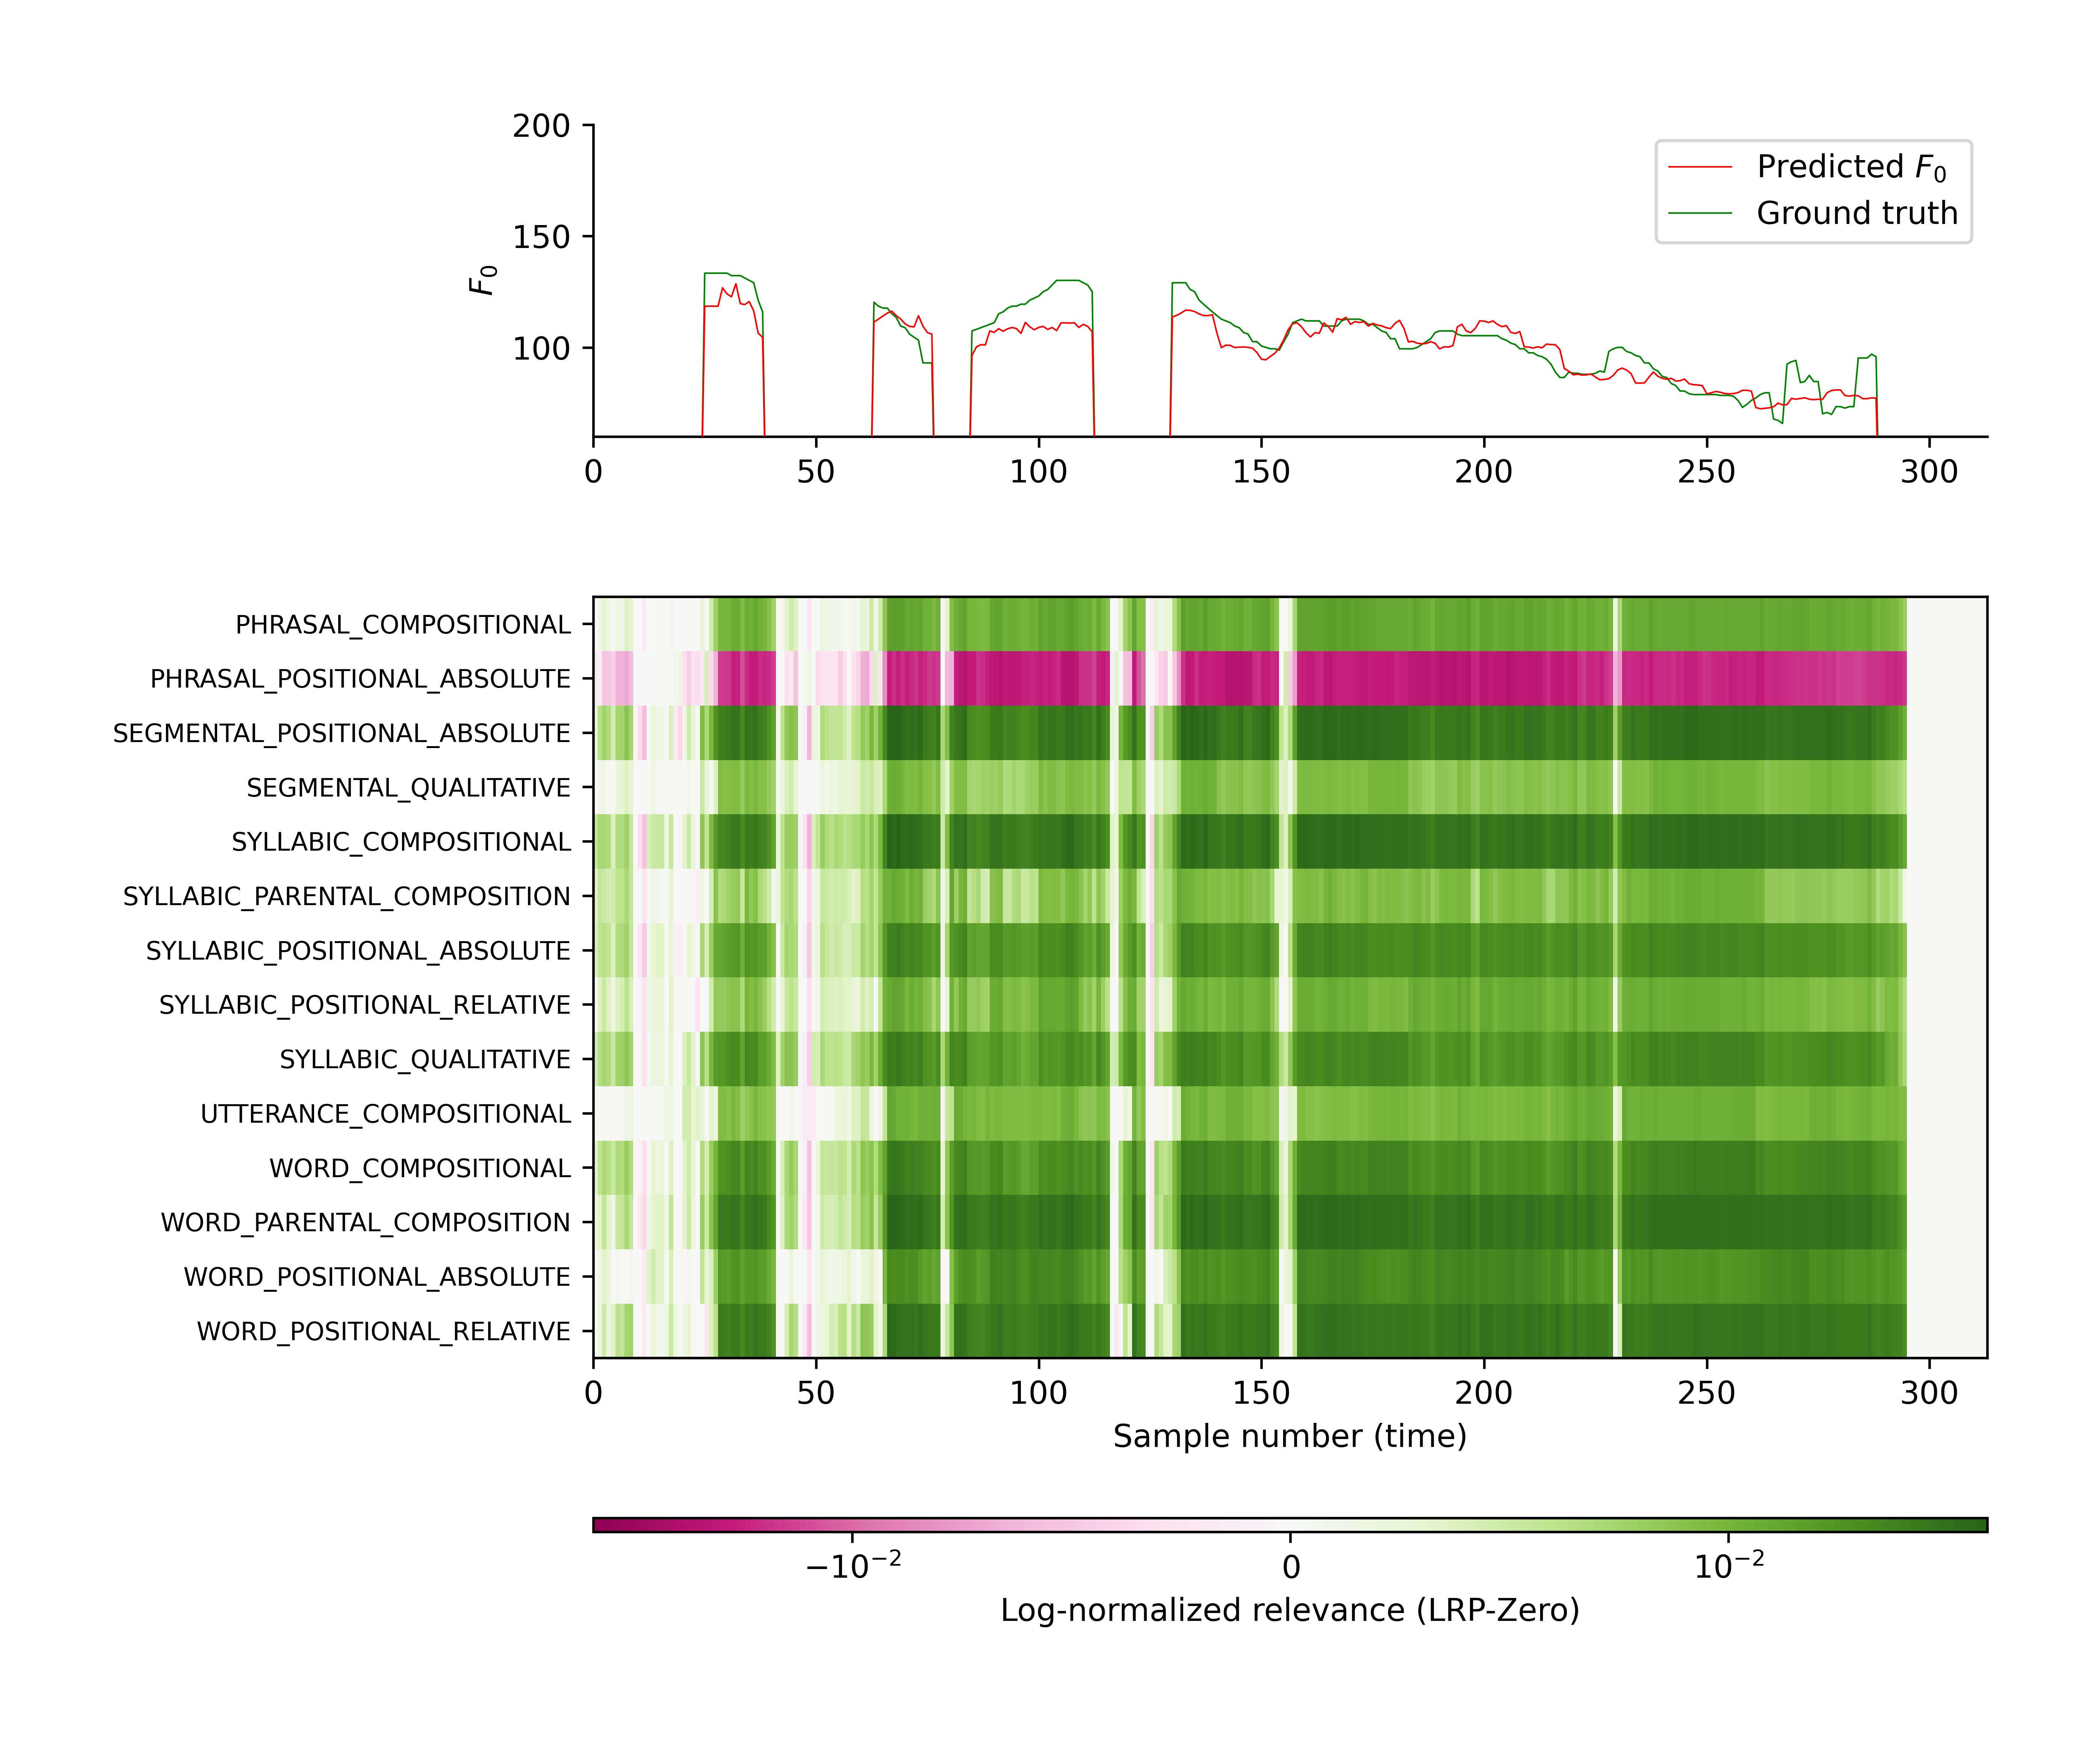 200
150
100
F₀
Predicted F₀
Ground truth
0 50 100 150 200 250 300
PHRASAL_COMPOSITIONAL
PHRASAL_POSITIONAL_ABSOLUTE
SEGMENTAL_POSITIONAL_ABSOLUTE
SEGMENTAL_QUALITATIVE
SYLLABIC_COMPOSITIONAL
SYLLABIC_PARENTAL_COMPOSITION
SYLLABIC_POSITIONAL_ABSOLUTE
SYLLABIC_POSITIONAL_RELATIVE
SYLLABIC_QUALITATIVE
UTTERANCE_COMPOSITIONAL
WORD_COMPOSITIONAL
WORD_PARENTAL_COMPOSITION
WORD_POSITIONAL_ABSOLUTE
WORD_POSITIONAL_RELATIVE
0 50 100 150 200 250 300
Sample number (time)
−10⁻² 0 10⁻²
Log-normalized relevance (LRP-Zero)